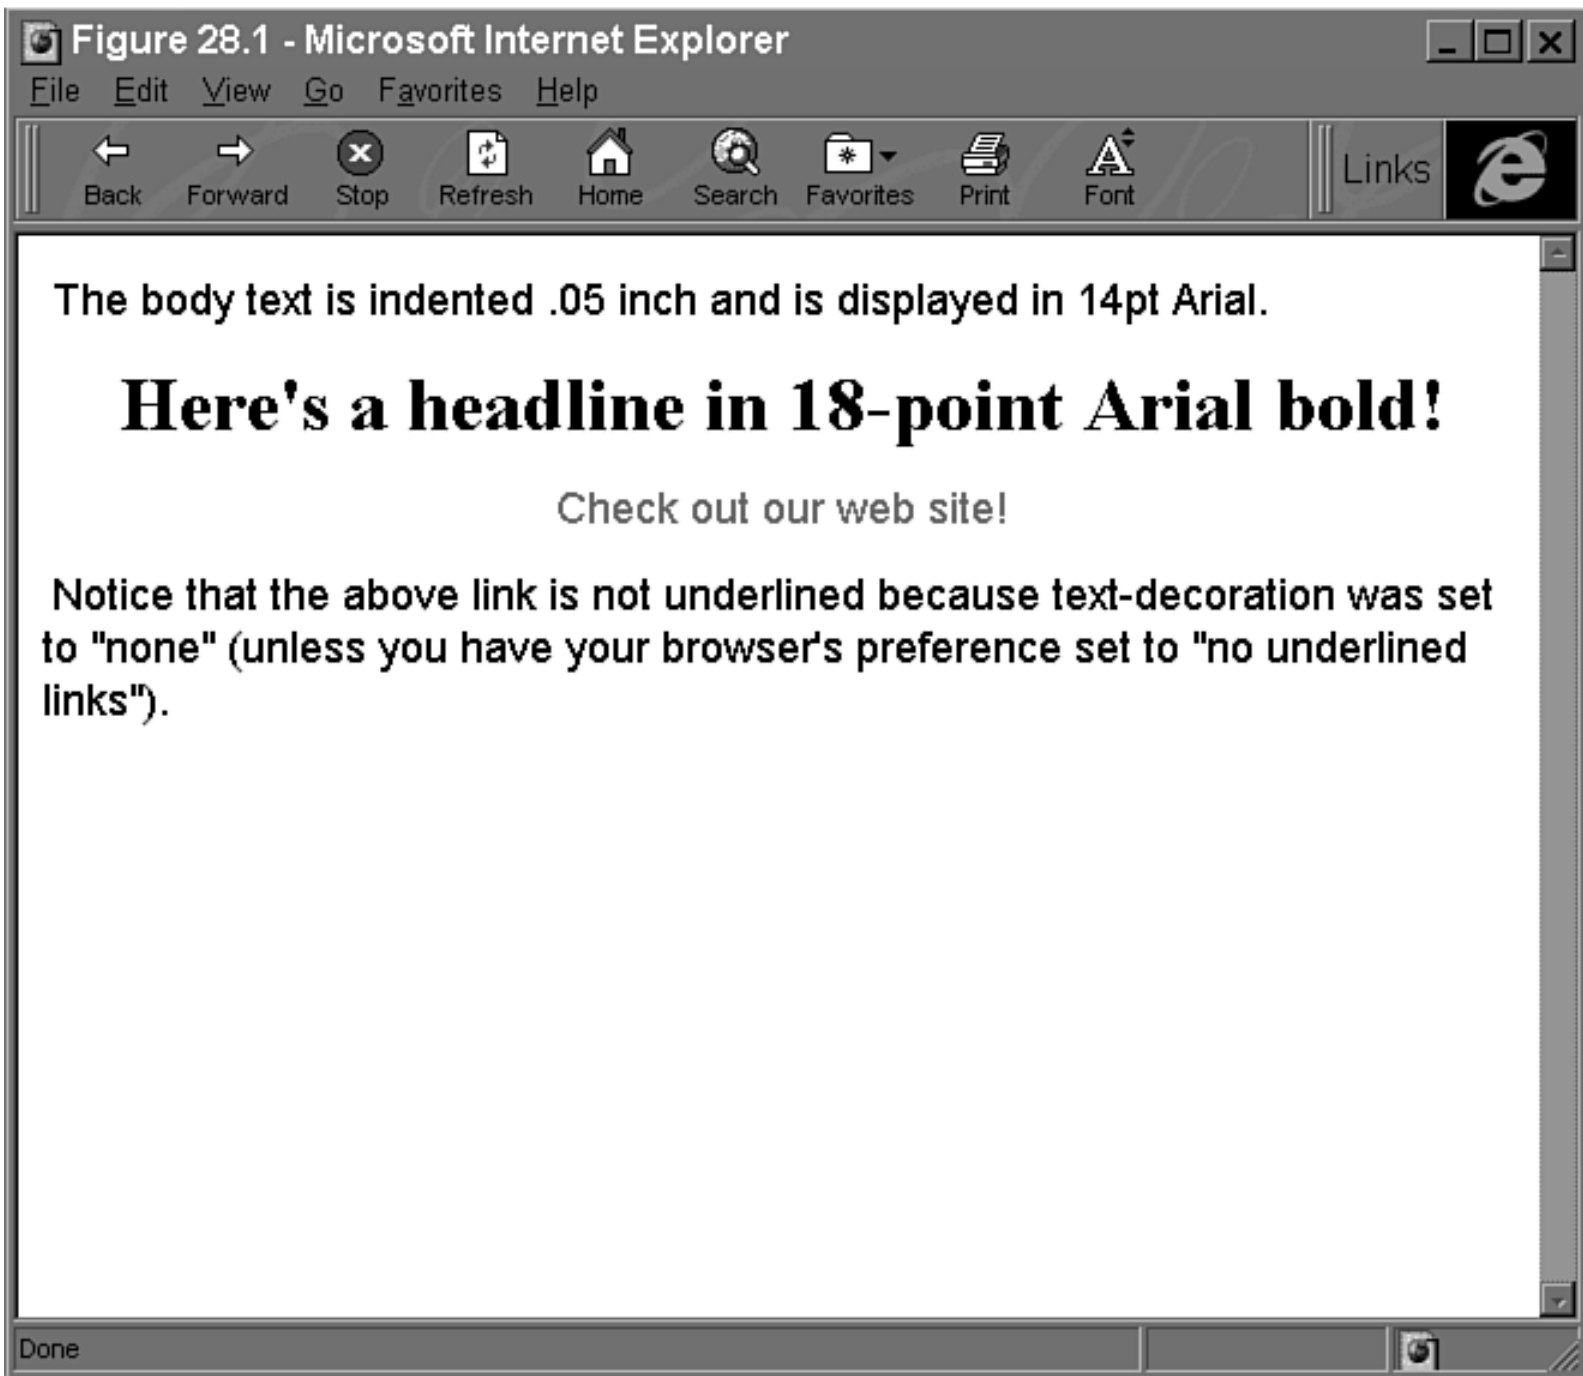 Figure 28.1 - Microsoft Internet Explorer
File Edit View Go Favorites Help
Back Forward Stop Refresh Home Search Favorites Print Font Links
The body text is indented .05 inch and is displayed in 14pt Arial.
Here's a headline in 18-point Arial bold!
Check out our web site!
Notice that the above link is not underlined because text-decoration was set
to "none" (unless you have your browser's preference set to "no underlined
links").
Done